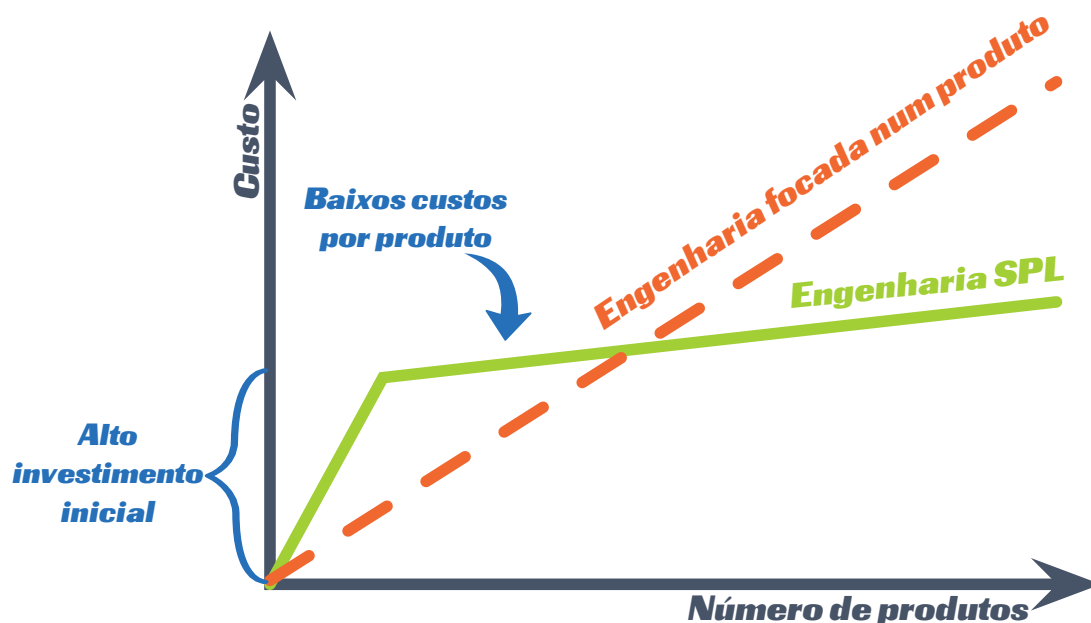 Custo
Baixos custos
por produto
Engenharia focada num produto
Engenharia SPL
Alto
investimento
inicial
Número de produtos